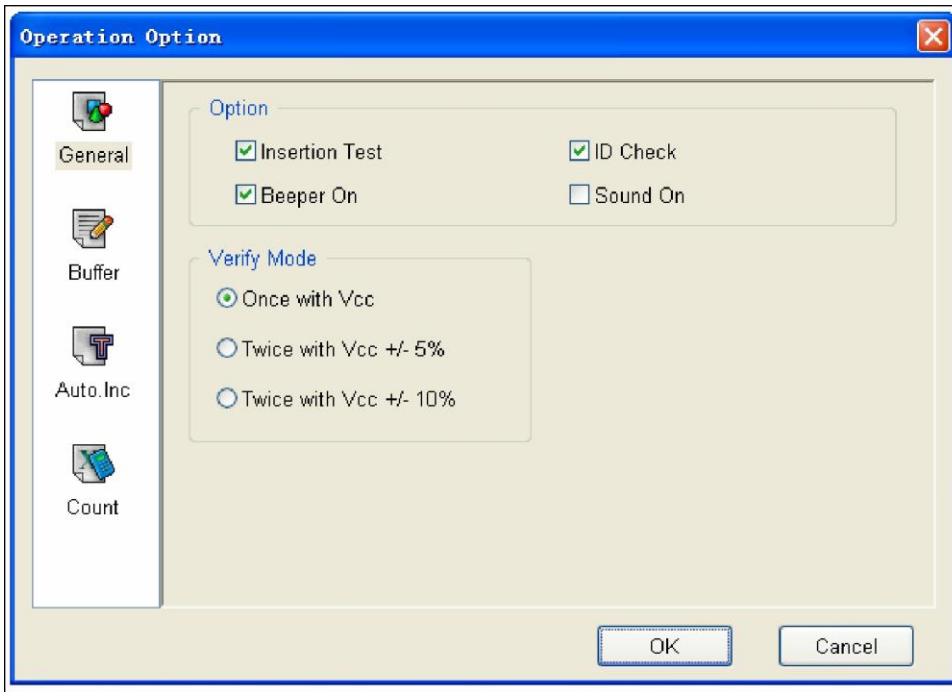 Operation Option
General
Buffer
Auto.Inc
Count
Option
Insertion Test
ID Check
Beeper On
Sound On
Verify Mode
Once with Vcc
Twice with Vcc +/- 5%
Twice with Vcc +/- 10%
OK
Cancel